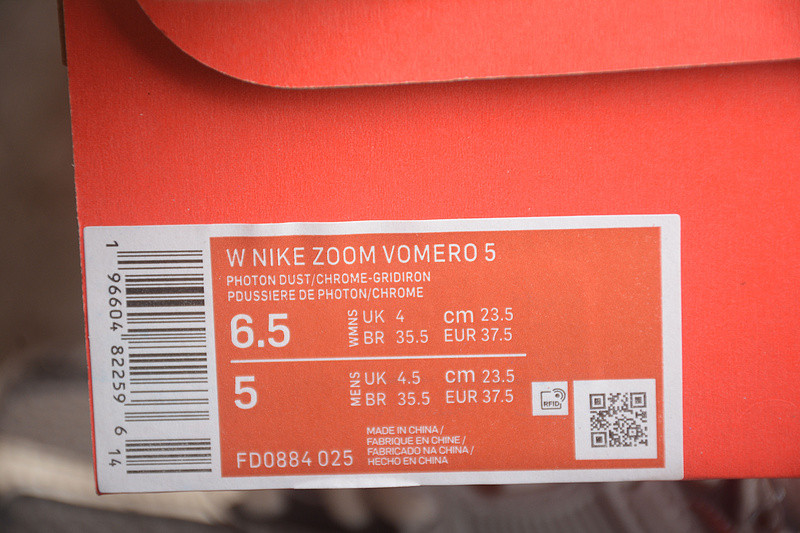 W NIKE ZOOM VOMERO 5
PHOTON DUST/CHROME-GRIDIRON
PDUSSIERE DE PHOTON/CHROME
6.5 WMNS UK 4 cm 23.5
BR 35.5 EUR 37.5
5 MENS UK 4.5 cm 23.5
BR 35.5 EUR 37.5
RFID
FD0884 025
MADE IN CHINA /
FABRIQUE EN CHINE /
FABRICADO NA CHINA /
HECHO EN CHINA
1 96604 82259 6 14